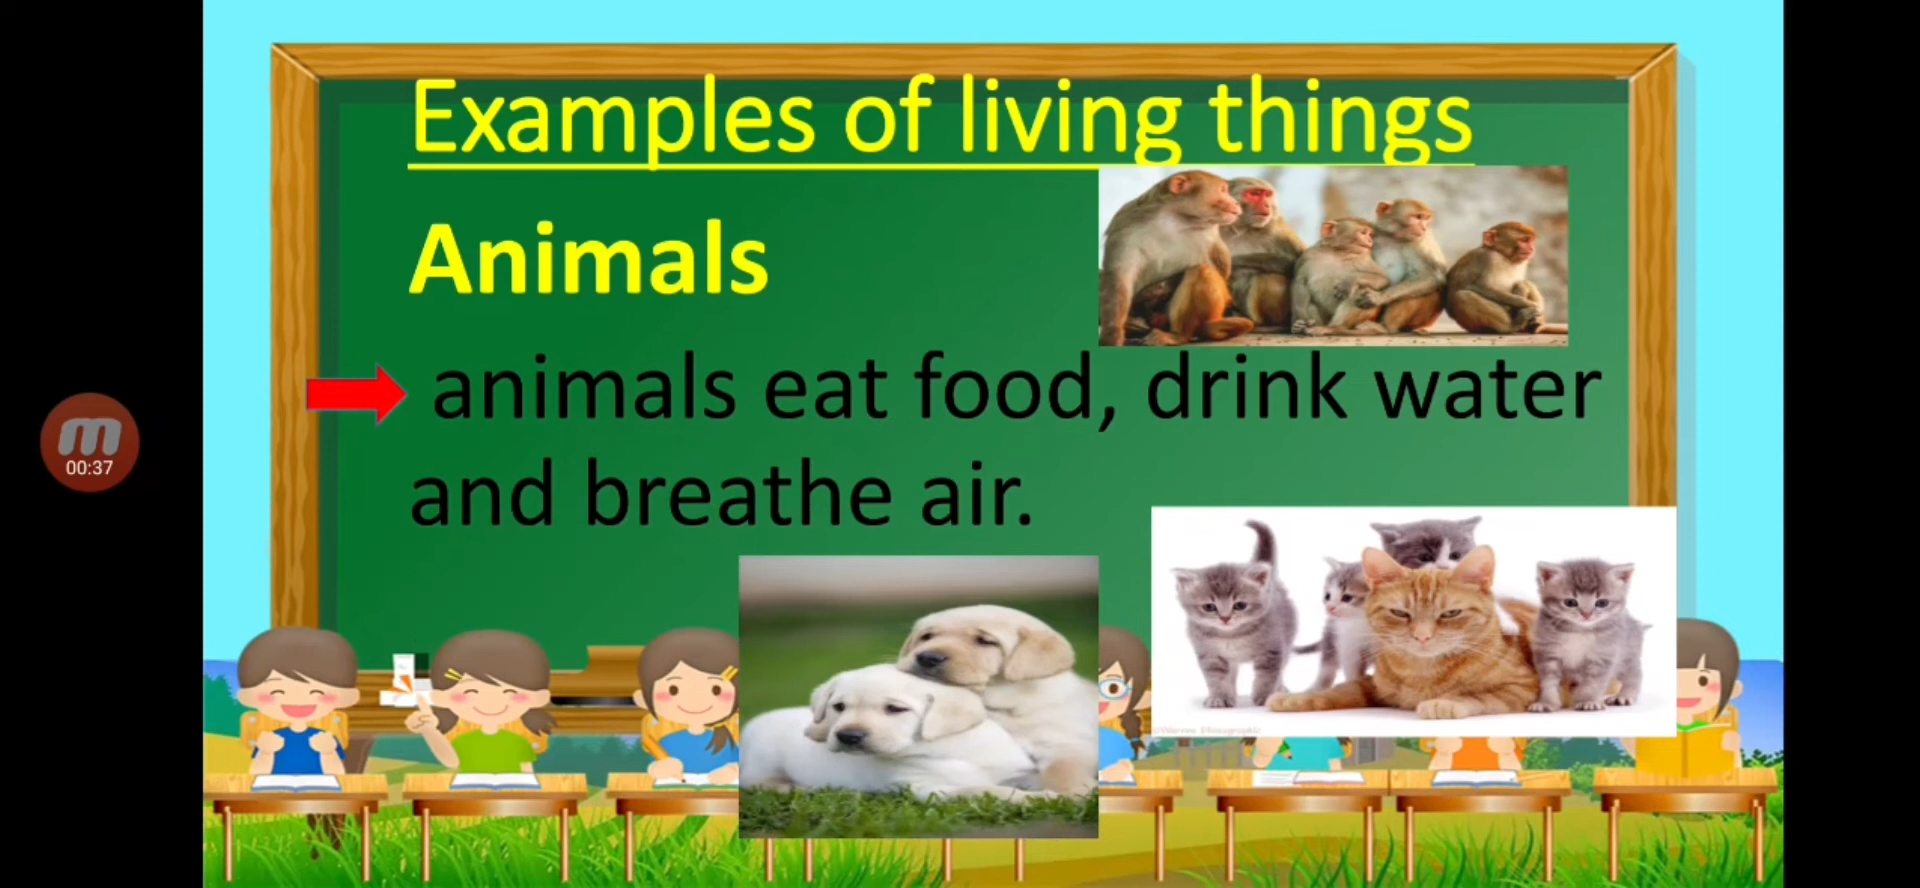 Examples of living things
Animals
animals eat food, drink water
and breathe air.
00:37